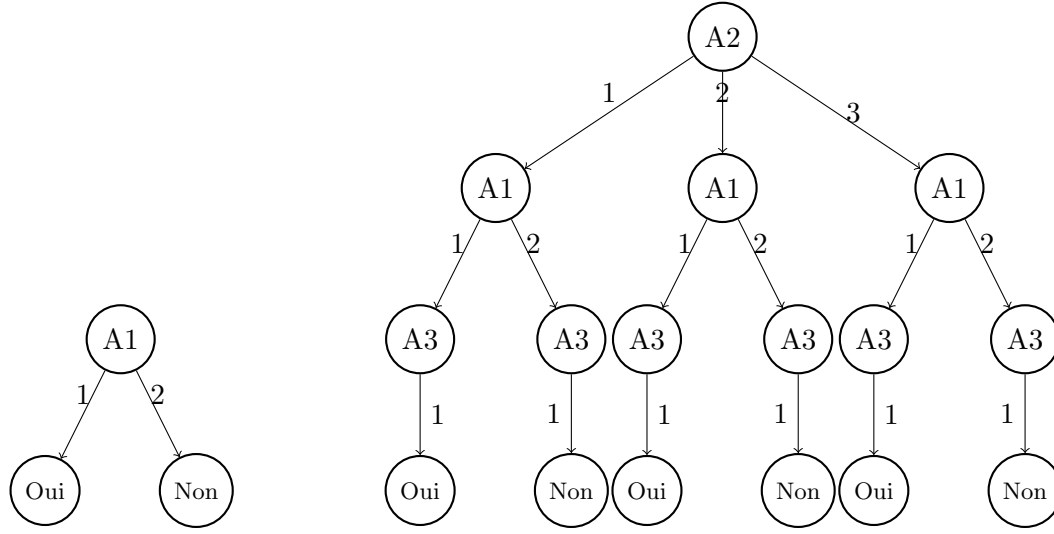 A2
1 2 3
A1 A1 A1
1 2 1 2 1 2
A1 A3 A3 A3 A3 A3 A3
1 2 1 1 1 1 1 1
Oui Non Oui Non Oui Non Oui Non